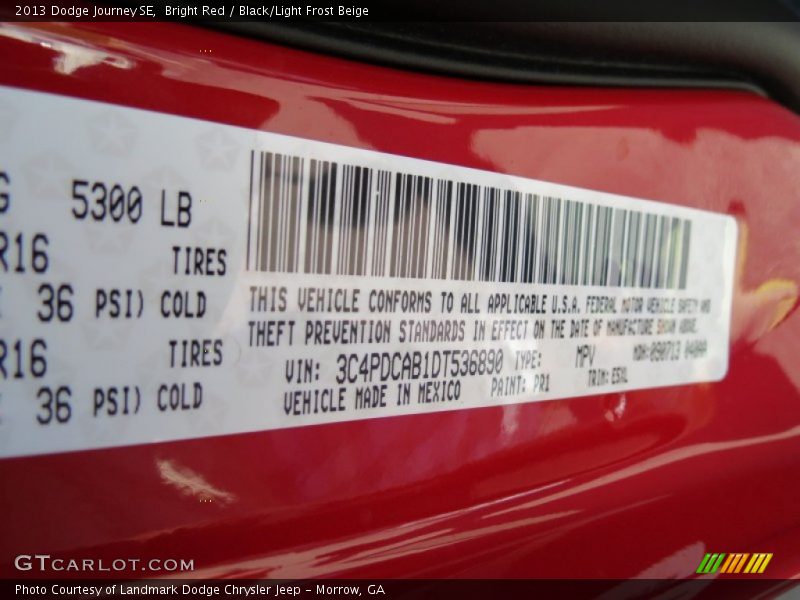 2013 Dodge Journey SE, Bright Red / Black/Light Frost Beige
G 5300 LB
R16 TIRES
36 PSI) COLD
R16 TIRES
36 PSI) COLD
THIS VEHICLE CONFORMS TO ALL APPLICABLE U.S.A. FEDERAL MOTOR VEHICLE SAFETY AND
THEFT PREVENTION STANDARDS IN EFFECT ON THE DATE OF MANUFACTURE SHOWN ABOVE.
VIN: 3C4PDCAB1DT536890 TYPE: MPV
VEHICLE MADE IN MEXICO PAINT: PR1 TRIM:
GTCARLOT.COM
Photo Courtesy of Landmark Dodge Chrysler Jeep - Morrow, GA